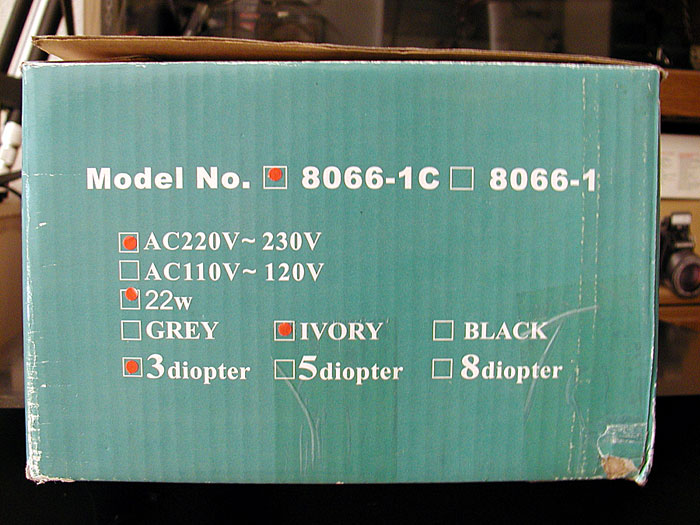 Model No. 8066-1C 8066-1
AC220V~ 230V
AC110V~ 120V
22w
GREY IVORY BLACK
3diopter 5diopter 8diopter